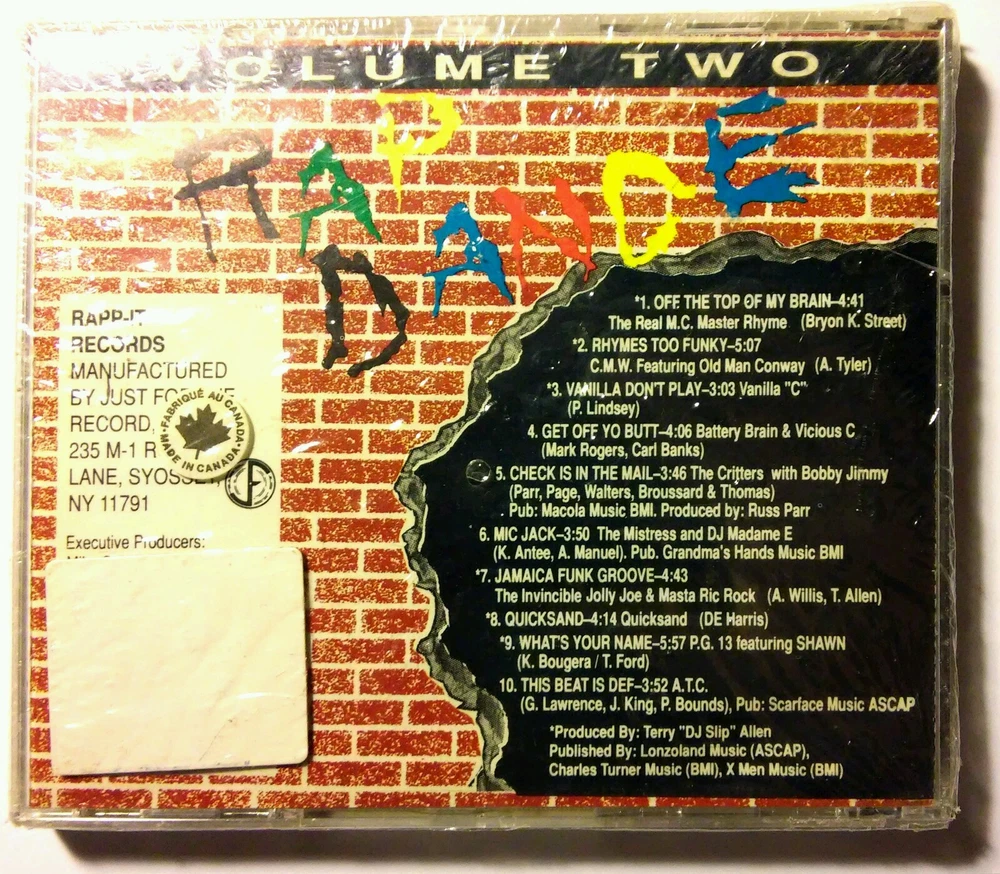 VOLUME TWO
RAP
DANCE
RAPP-IT
RECORDS
MANUFACTURED
BY JUST
RECORD,
235 M-1 R
LANE,
NY 11791
FABRIQUÉ AU CANADA
MADE IN CANADA
JF
Executive Producers:
*1. OFF THE TOP OF MY BRAIN–4:41
The Real M.C. Master Rhyme (Bryon K. Street)
*2. RHYMES TOO FUNKY–5:07
C.M.W. Featuring Old Man Conway (A. Tyler)
*3. VANILLA DON'T PLAY–3:03 Vanilla "C"
(P. Lindsey)
4. GET OFF YO BUTT–4:06 Battery Brain & Vicious C
(Mark Rogers, Carl Banks)
5. CHECK IS IN THE MAIL–3:46 The Critters with Bobby Jimmy
(Parr, Page, Walters, Broussard & Thomas)
Pub: Macola Music BMI. Produced by: Russ Parr
6. MIC JACK–3:50 The Mistress and DJ Madame E
(K. Antee, A. Manuel). Pub. Grandma's Hands Music BMI
*7. JAMAICA FUNK GROOVE–4:43
The Invincible Jolly Joe & Masta Ric Rock (A. Willis, T. Allen)
*8. QUICKSAND–4:14 Quicksand (DE Harris)
*9. WHAT'S YOUR NAME–5:57 P.G. 13 featuring SHAWN
(K. Bougera / T. Ford)
10. THIS BEAT IS DEF–3:52 A.T.C.
(G. Lawrence, J. King, P. Bounds), Pub: Scarface Music ASCAP
*Produced By: Terry "DJ Slip" Allen
Published By: Lonzoland Music (ASCAP),
Charles Turner Music (BMI), X Men Music (BMI)